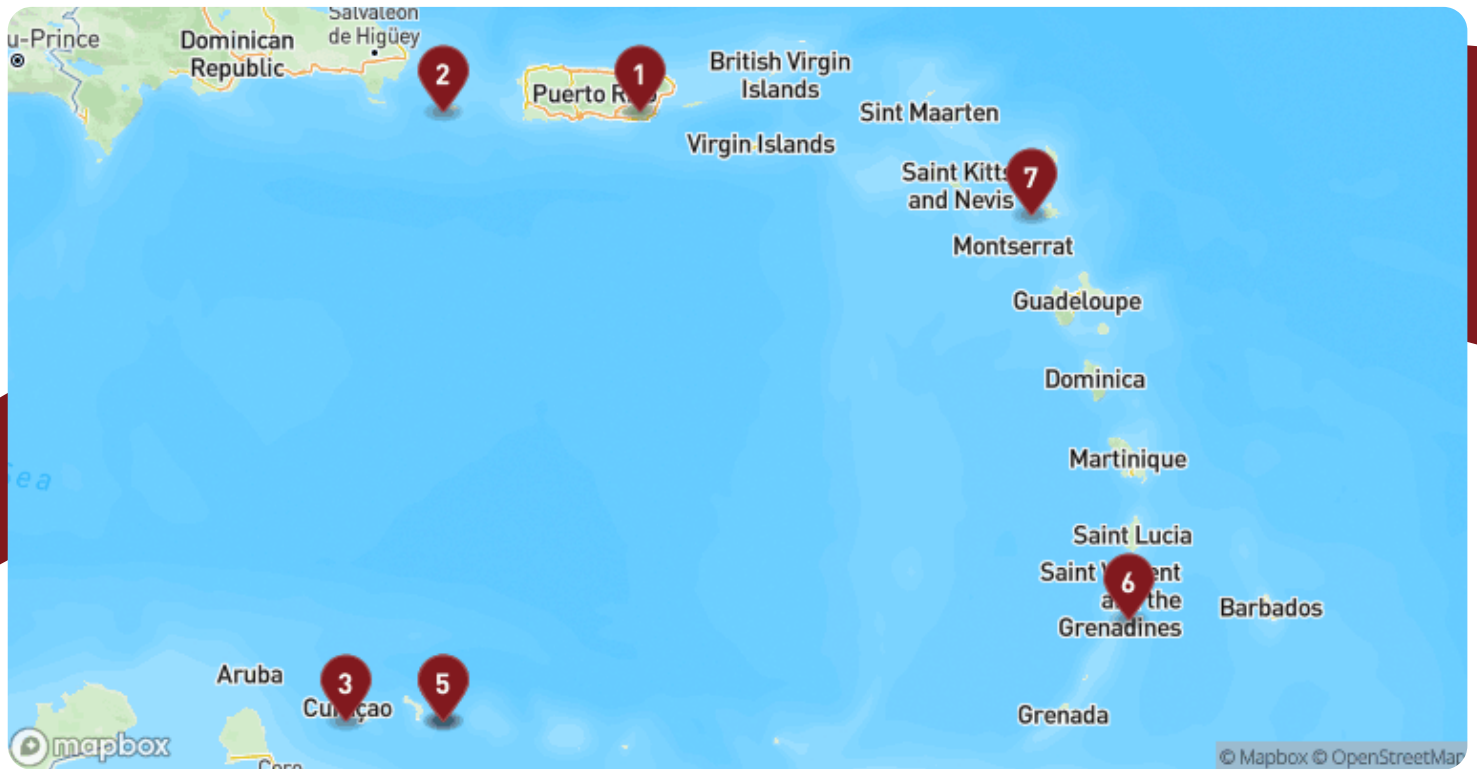 Salvaleón
de Higüey
u-Prince
Dominican
Republic
2
1
Puerto Rico
British Virgin
Islands
Sint Maarten
Virgin Islands
Saint Kitts
and Nevis
7
Montserrat
Guadeloupe
Dominica
Martinique
Sea
Saint Lucia
Saint Vincent
and the
Grenadines
6
Barbados
Aruba
3
5
Curaçao
Grenada
mapbox
Coro
© Mapbox © OpenStreetMap